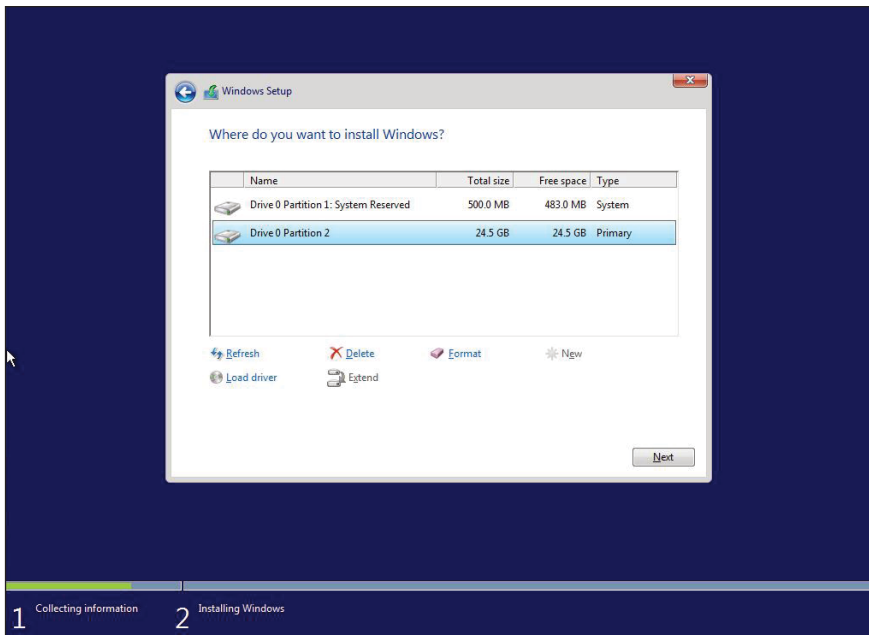 Windows Setup
Where do you want to install Windows?
Name Total size Free space Type
Drive 0 Partition 1: System Reserved 500.0 MB 483.0 MB System
Drive 0 Partition 2 24.5 GB 24.5 GB Primary
Refresh Delete Format New
Load driver Extend
Next
1 Collecting information 2 Installing Windows